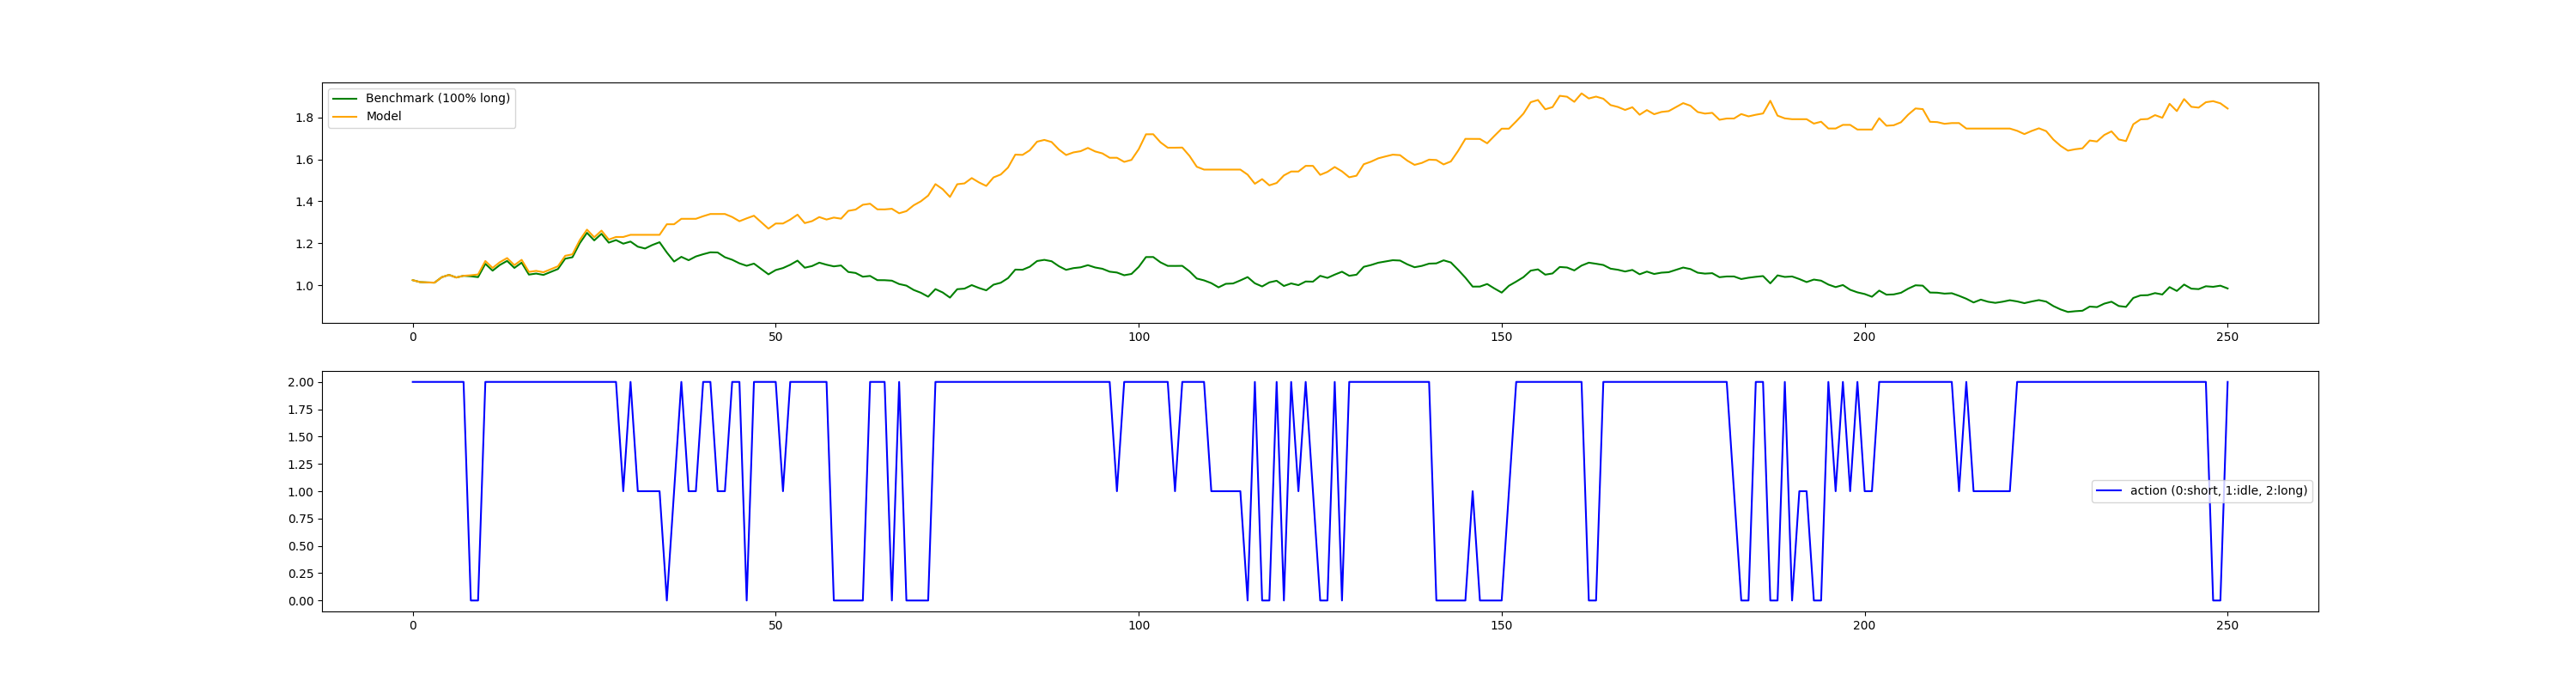 Benchmark (100% long)
Model
1.8
1.6
1.4
1.2
1.0
0 50 100 150 200 250
2.00
1.75
1.50
1.25
1.00
0.75
0.50
0.25
0.00
action (0:short, 1:idle, 2:long)
0 50 100 150 200 250